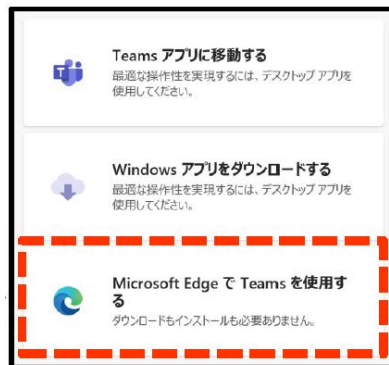 Teams アプリに移動する
最適な操作性を実現するには、デスクトップ アプリを
使用してください。
Windows アプリをダウンロードする
最適な操作性を実現するには、デスクトップ アプリを
使用してください。
Microsoft Edge で Teams を使用す
る
ダウンロードもインストールも必要ありません。